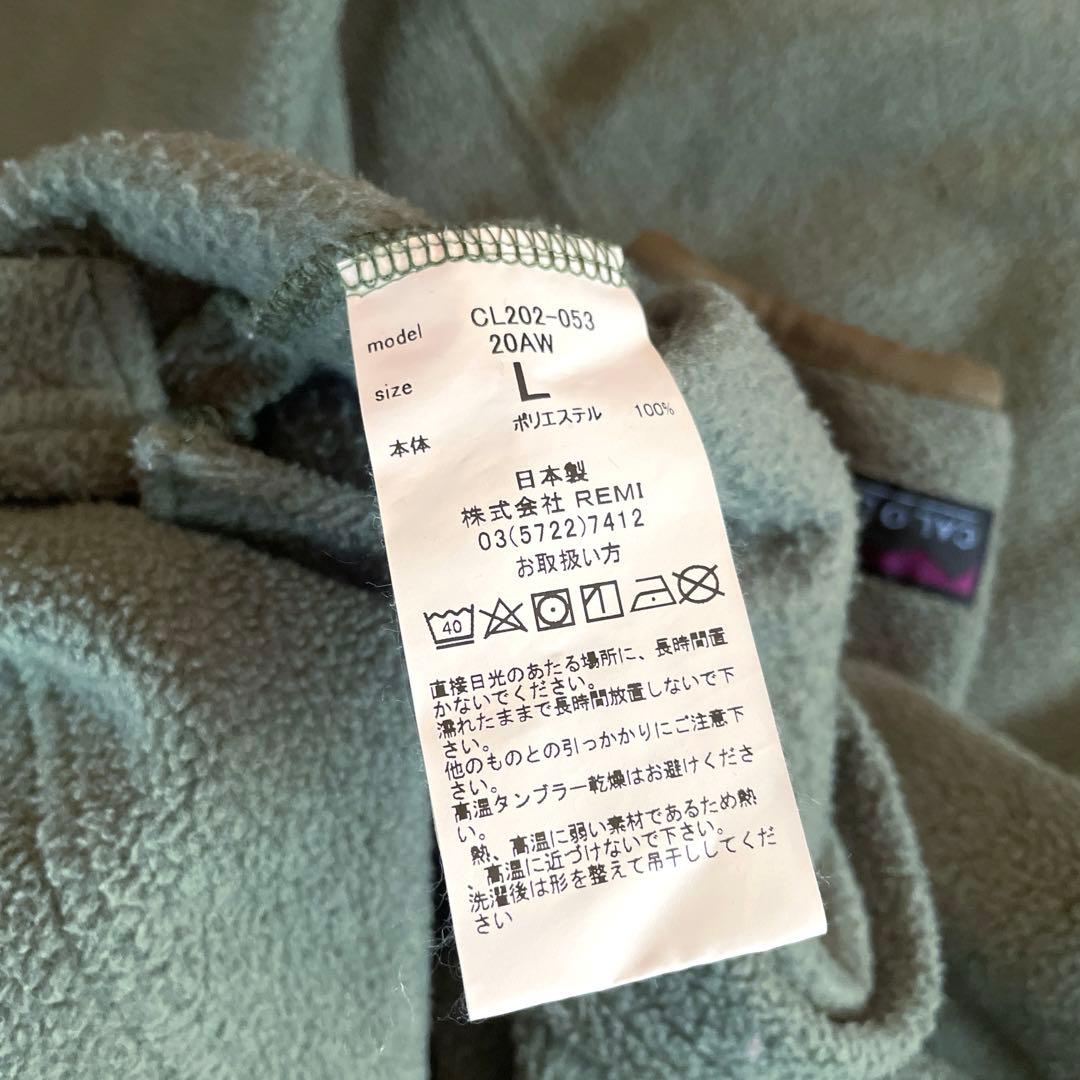 model CL202-053
20AW
size L
本体 ポリエステル 100%
日本製
株式会社 REMI
03(5722)7412
お取扱い方
40
直接日光のあたる場所に、長時間置
かないでください。
濡れたままで長時間放置しないで下
さい。
他のものとの引っかかりにご注意下
さい。
高温タンブラー乾燥はお避けくださ
い。
熱、高温に弱い素材であるため熱
、高温に近づけないで下さい。
洗濯後は形を整えて吊干ししてくだ
さい